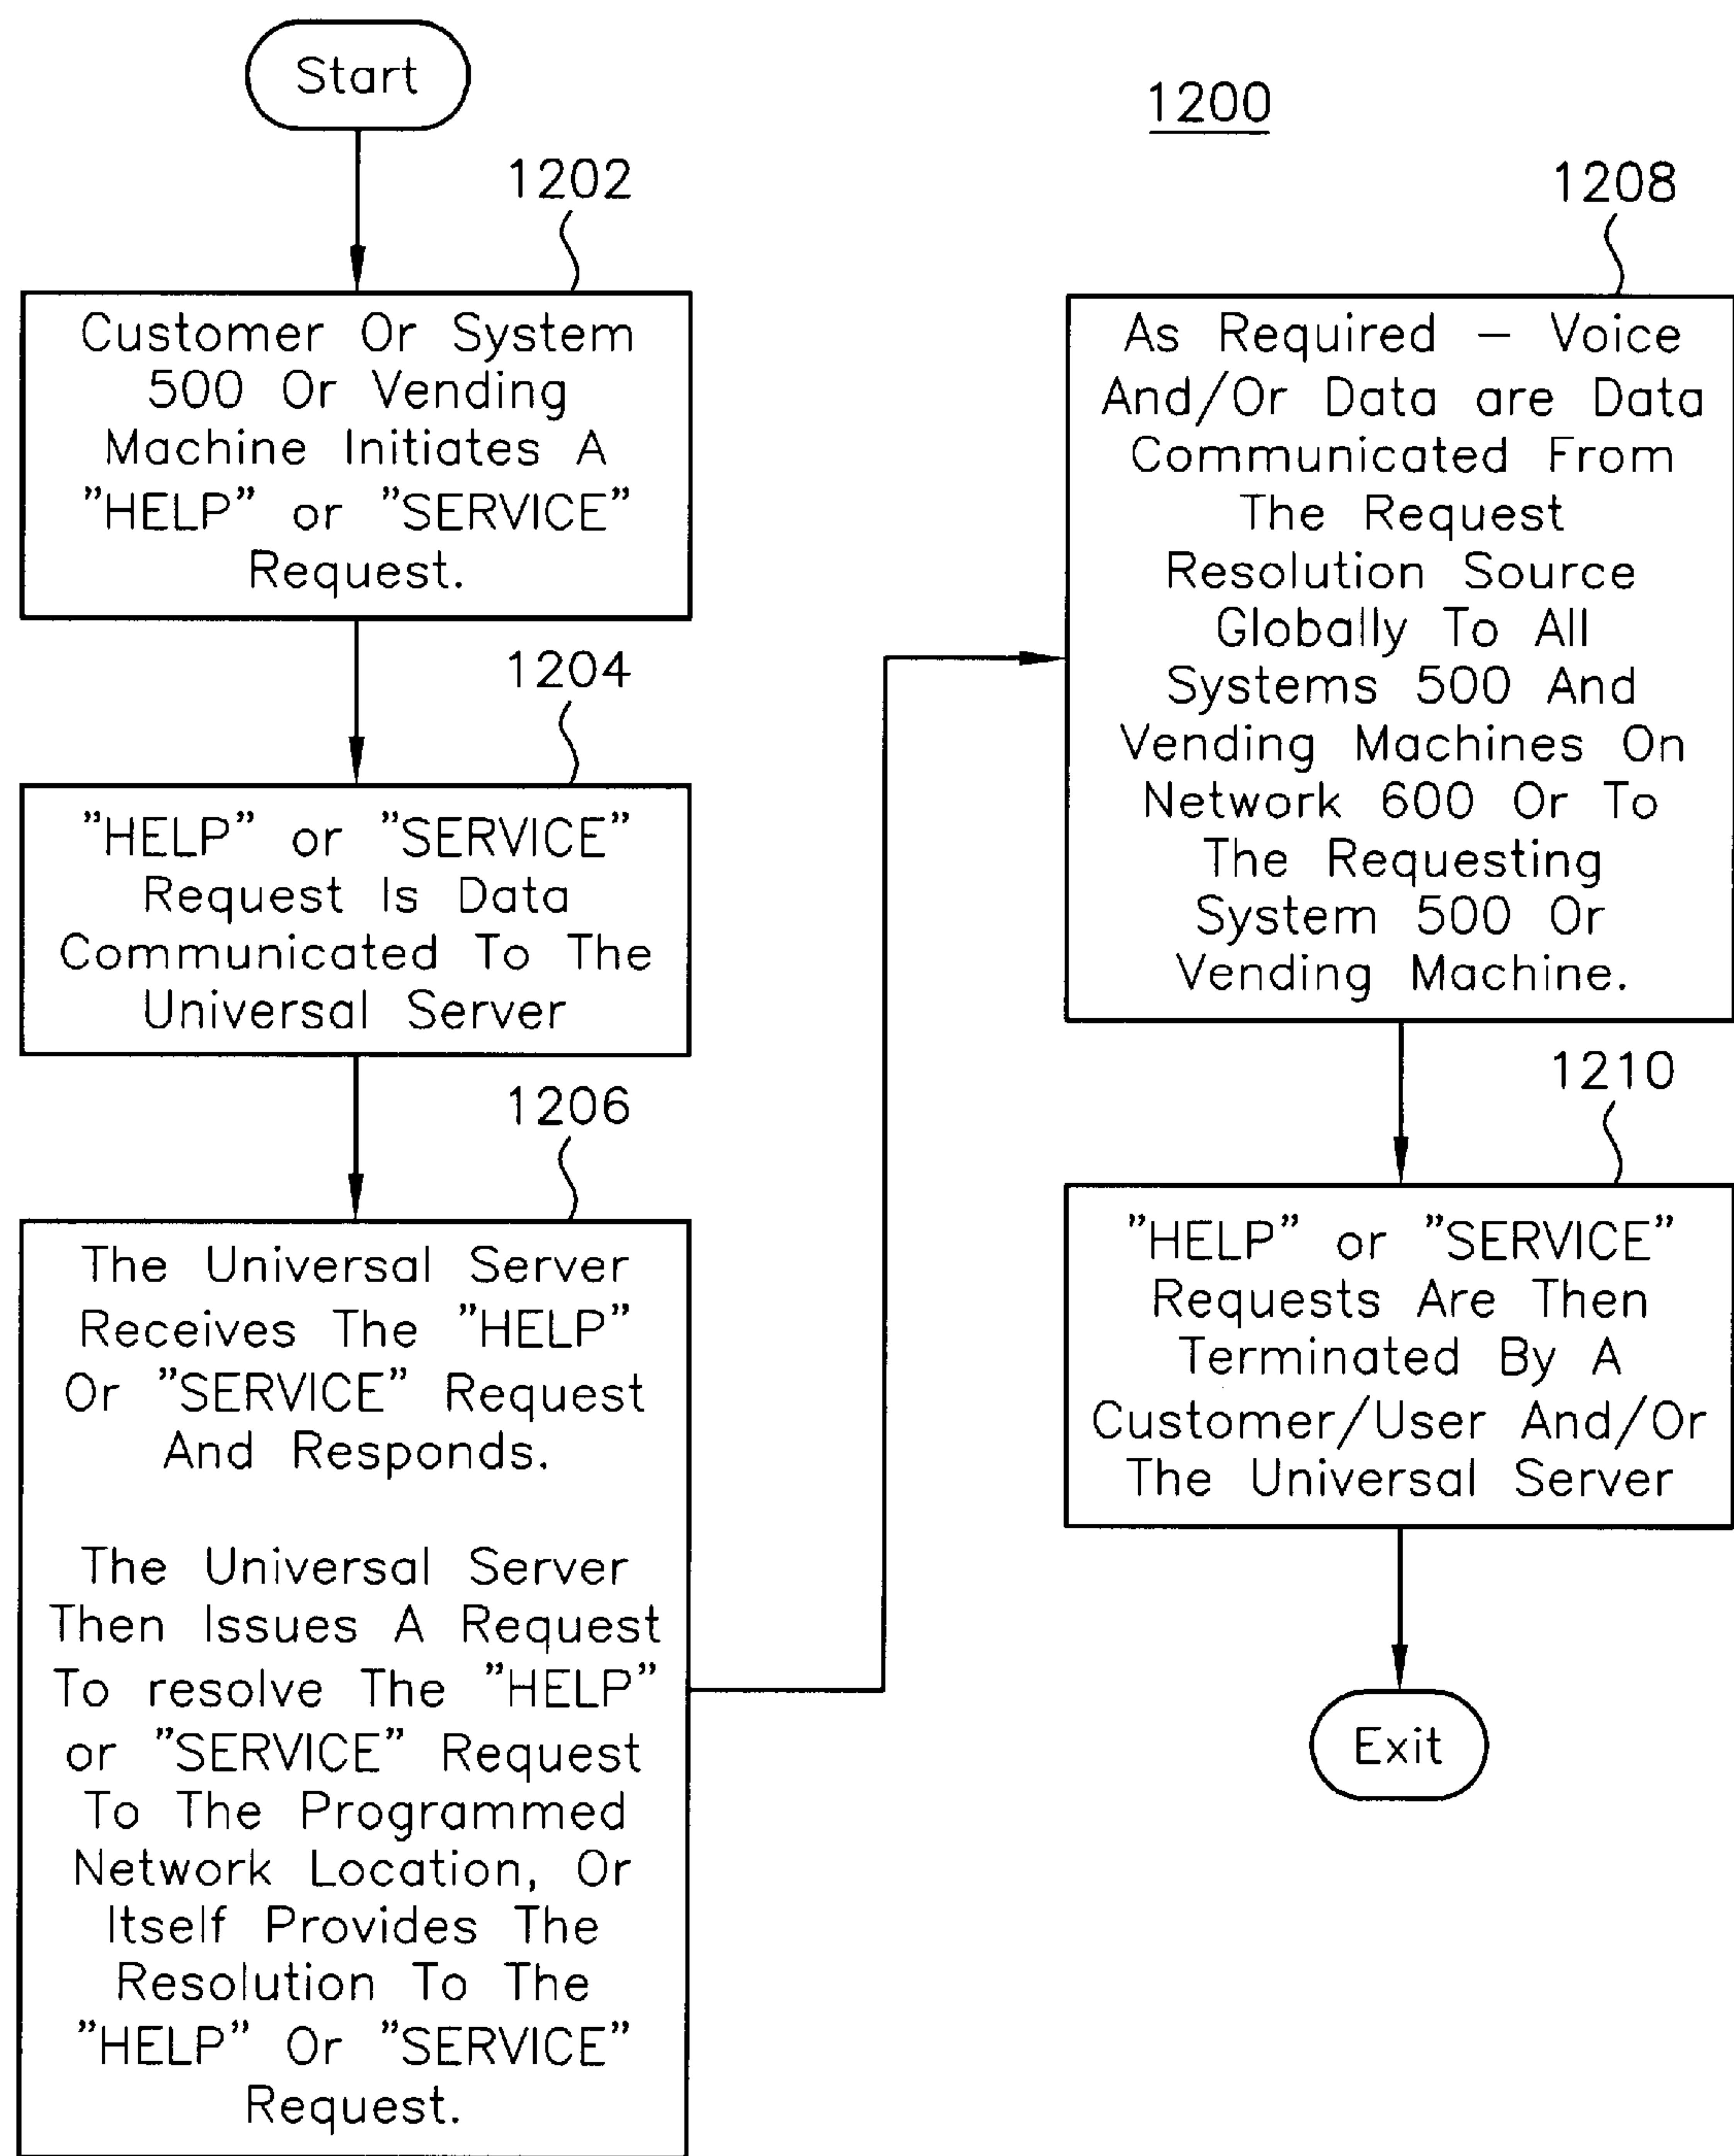 Start
1200
1202
Customer Or System
500 Or Vending
Machine Initiates A
"HELP" or "SERVICE"
Request.
1204
"HELP" or "SERVICE"
Request Is Data
Communicated To The
Universal Server
1206
The Universal Server
Receives The "HELP"
Or "SERVICE" Request
And Responds.
The Universal Server
Then Issues A Request
To resolve The "HELP"
or "SERVICE" Request
To The Programmed
Network Location, Or
Itself Provides The
Resolution To The
"HELP" Or "SERVICE"
Request.
1208
As Required – Voice
And/Or Data are Data
Communicated From
The Request
Resolution Source
Globally To All
Systems 500 And
Vending Machines On
Network 600 Or To
The Requesting
System 500 Or
Vending Machine.
1210
"HELP" or "SERVICE"
Requests Are Then
Terminated By A
Customer/User And/Or
The Universal Server
Exit